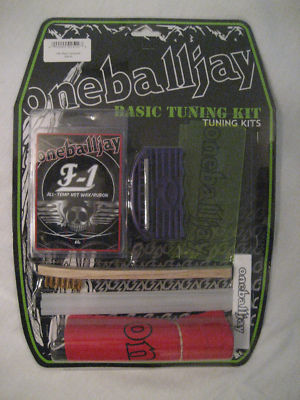 oneballjay
BASIC TUNING KIT
TUNING KITS
oneballjay
F-1
ALL-TEMP HOT WAX/RUBON
oneballjay
oneballjay